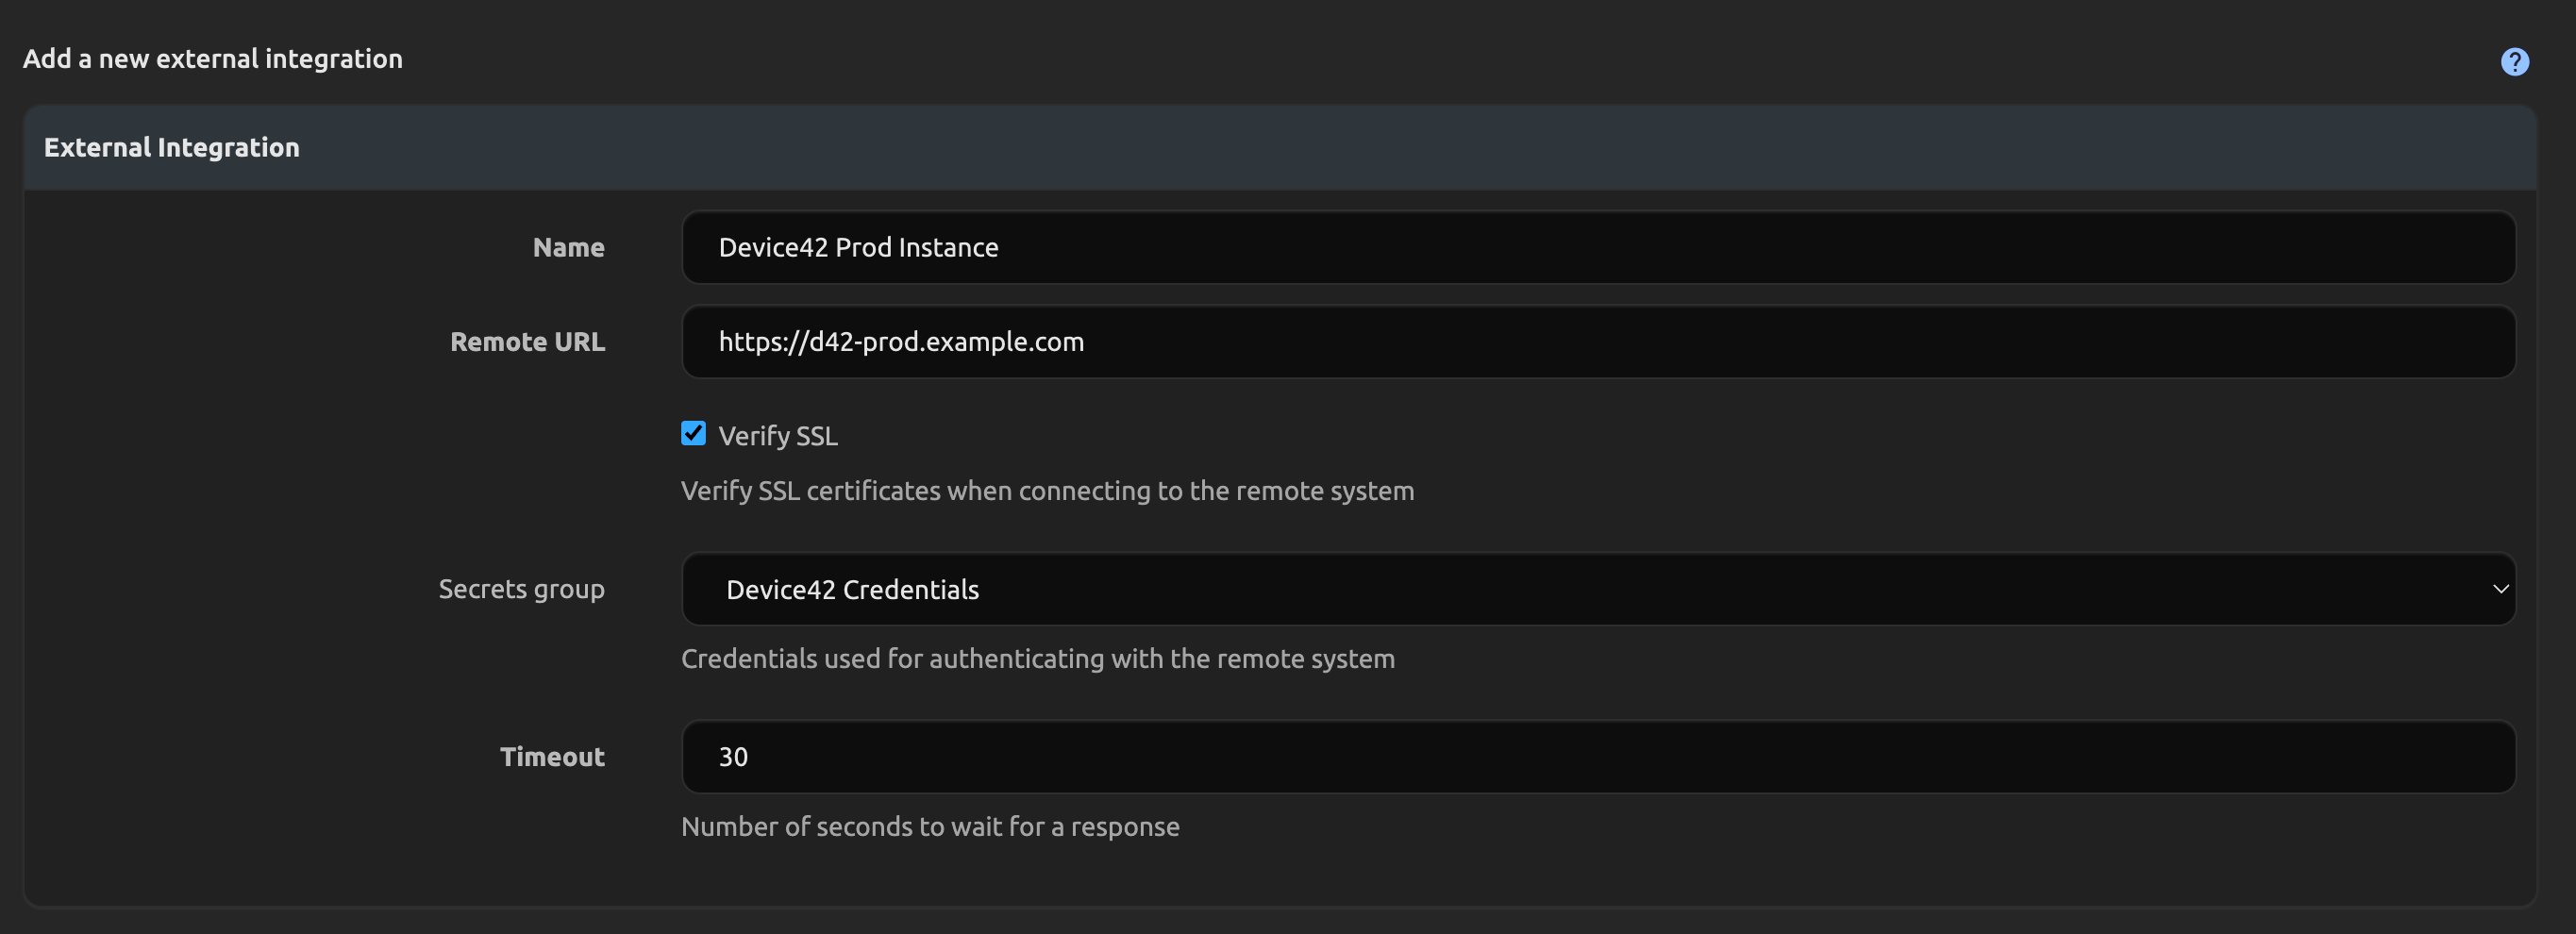 Add a new external integration
?
External Integration
Name Device42 Prod Instance
Remote URL https://d42-prod.example.com
Verify SSL
Verify SSL certificates when connecting to the remote system
Secrets group Device42 Credentials
Credentials used for authenticating with the remote system
Timeout 30
Number of seconds to wait for a response